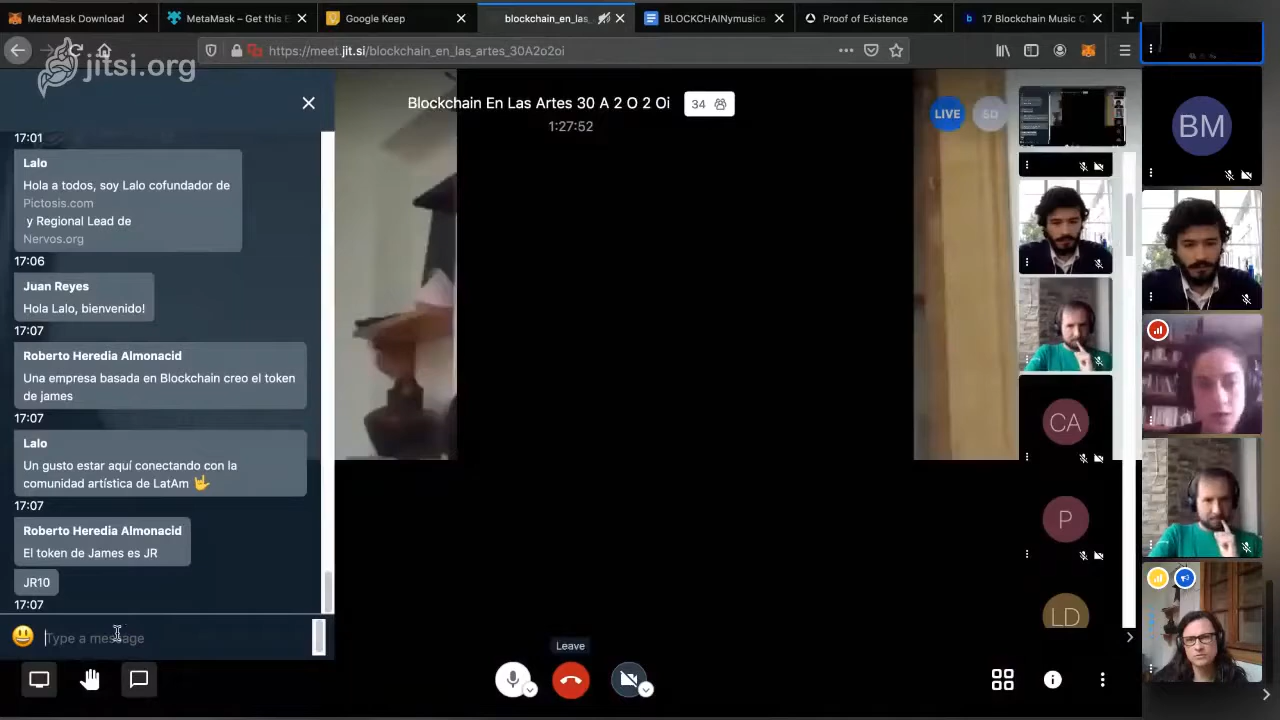 MetaMask Download
MetaMask – Get this E
Google Keep
blockchain_en_las_
BLOCKCHAINymusica
Proof of Existence
17 Blockchain Music C
https://meet.jit.si/blockchain_en_las_artes_30A2o2oi
jitsi.org
Blockchain En Las Artes 30 A 2 O 2 Oi
34
1:27:52
LIVE
SD
17:01
Lalo
Hola a todos, soy Lalo cofundador de
Pictosis.com
y Regional Lead de
Nervos.org
17:06
Juan Reyes
Hola Lalo, bienvenido!
17:07
Roberto Heredia Almonacid
Una empresa basada en Blockchain creo el token
de james
17:07
Lalo
Un gusto estar aquí conectando con la
comunidad artística de LatAm 🤟
17:07
Roberto Heredia Almonacid
El token de James es JR
JR10
17:07
Type a message
Leave
CA
P
LD
BM